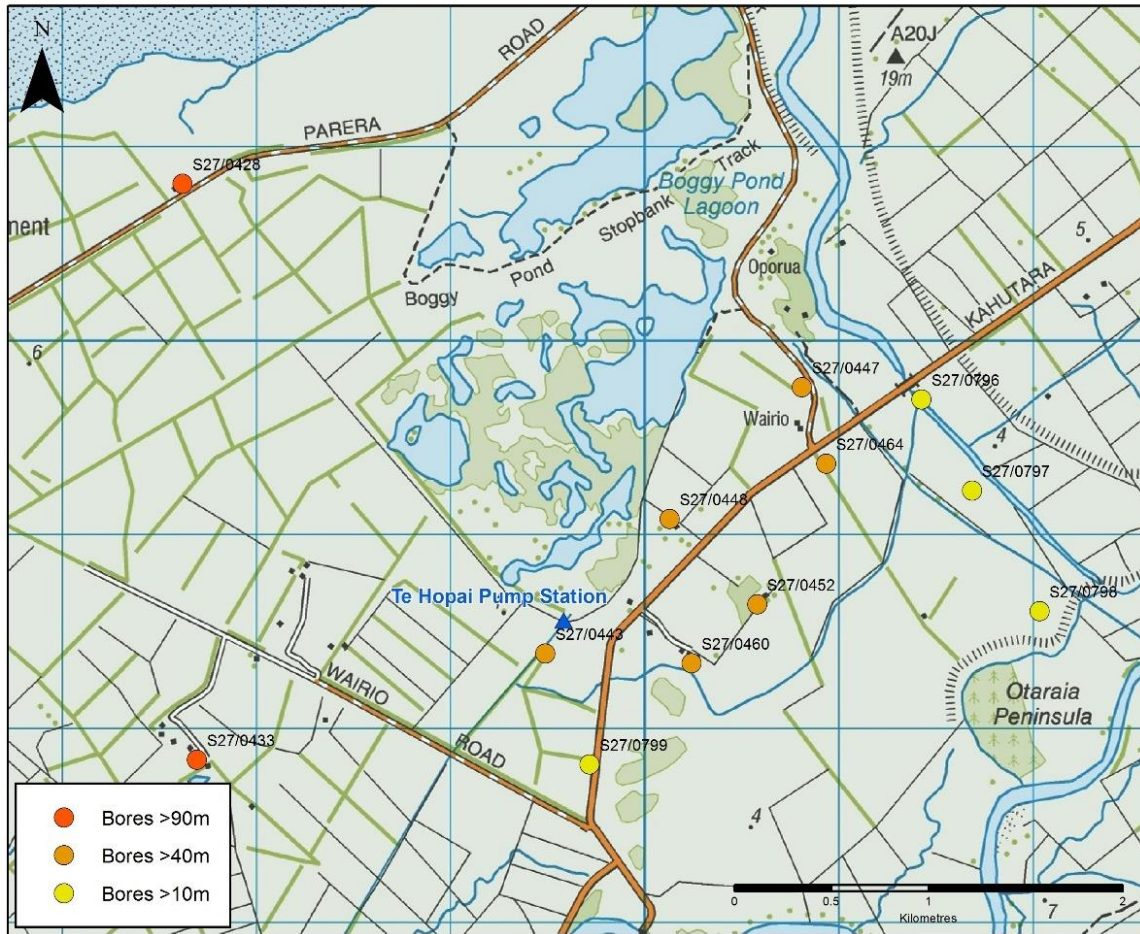 N
A20J
19m
ROAD
PARERA
S27/0428
Track
Boggy Pond
Lagoon
Stopbank
ment
5
Pond
Oporua
Boggy
KAHUTARA
6
S27/0447
S27/0796
Wairio
4
S27/0464
S27/0797
S27/0448
Te Hopai Pump Station
S27/0452
S27/0798
S27/0443
S27/0460
WAIRIO
Otaraia
Peninsula
ROAD
S27/0433
S27/0799
Bores >90m
Bores >40m
Bores >10m
4
0 0.5 1 2
Kilometres
7